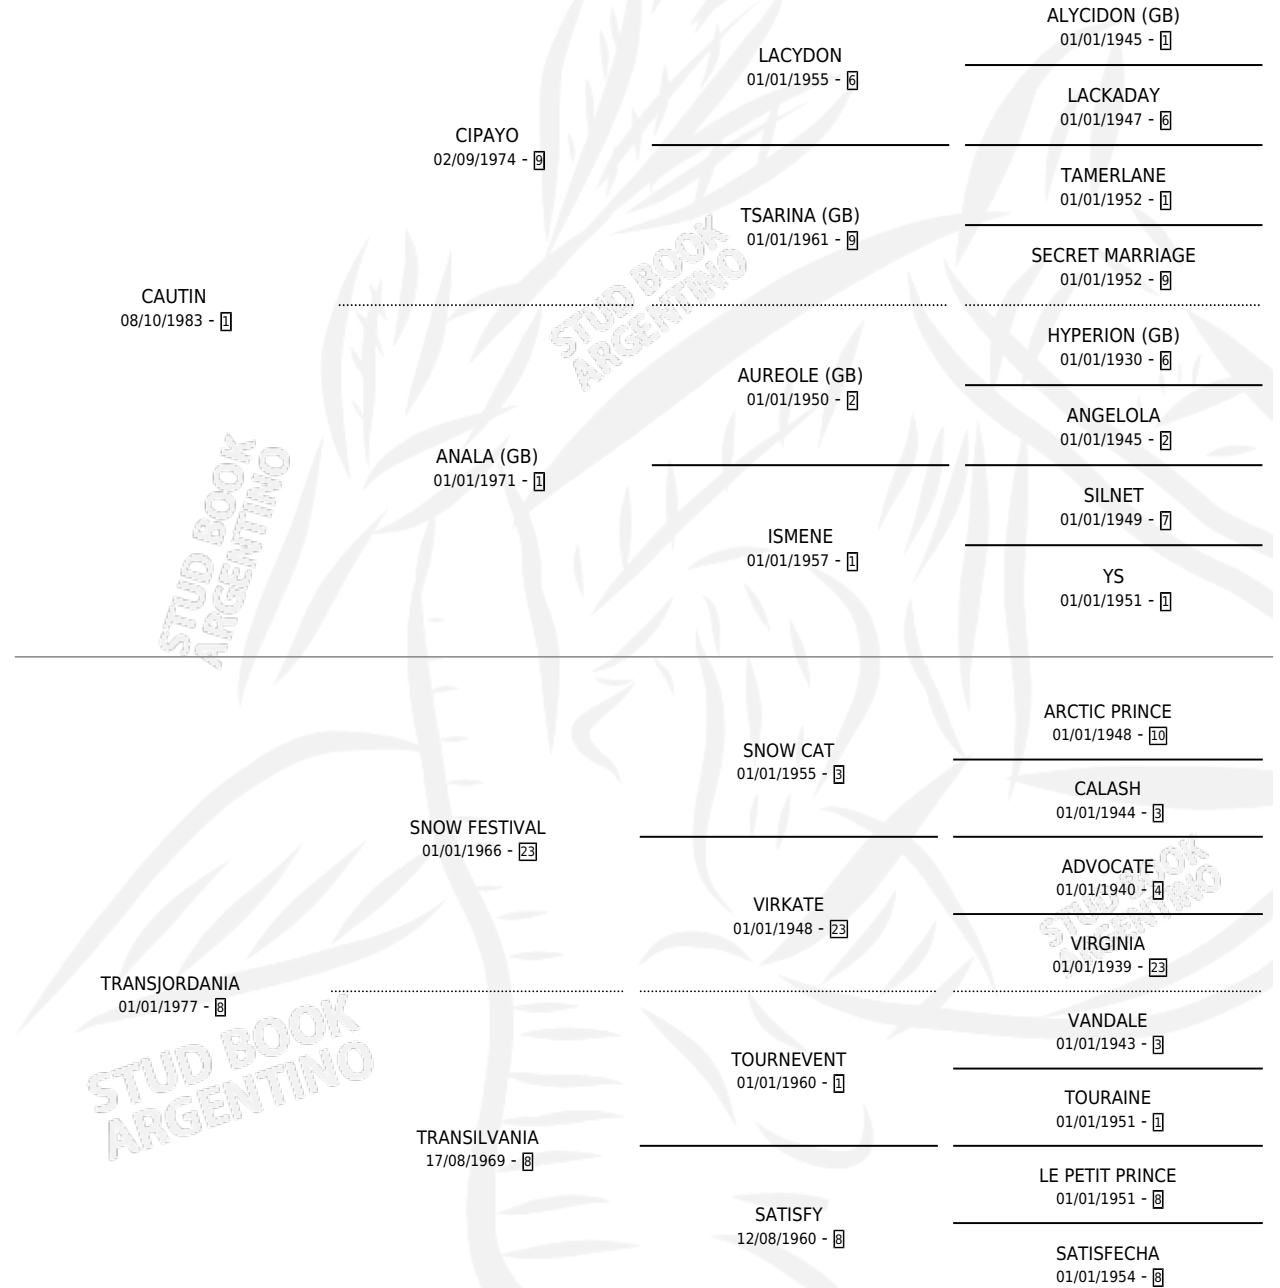 ALYCIDON (GB)
01/01/1945 - 1
LACYDON
01/01/1955 - 6
LACKADAY
01/01/1947 - 6
CIPAYO
02/09/1974 - 9
TAMERLANE
01/01/1952 - 1
TSARINA (GB)
01/01/1961 - 9
SECRET MARRIAGE
01/01/1952 - 9
CAUTIN
08/10/1983 - 1
STUD BOOK
ARGENTINO
HYPERION (GB)
01/01/1930 - 6
AUREOLE (GB)
01/01/1950 - 2
ANGELOLA
01/01/1945 - 2
ANALA (GB)
01/01/1971 - 1
SILNET
01/01/1949 - 7
ISMENE
01/01/1957 - 1
YS
01/01/1951 - 1
STUD BOOK
ARGENTINO
ARCTIC PRINCE
01/01/1948 - 10
SNOW CAT
01/01/1955 - 3
CALASH
01/01/1944 - 3
SNOW FESTIVAL
01/01/1966 - 23
ADVOCATE
01/01/1940 - 4
VIRKATE
01/01/1948 - 23
STUD BOOK
ARGENTINO
VIRGINIA
01/01/1939 - 23
TRANSJORDANIA
01/01/1977 - 8
VANDALE
01/01/1943 - 3
TOURNEVENT
01/01/1960 - 1
STUD BOOK
ARGENTINO
TOURAINE
01/01/1951 - 1
TRANSILVANIA
17/08/1969 - 8
LE PETIT PRINCE
01/01/1951 - 8
SATISFY
12/08/1960 - 8
SATISFECHA
01/01/1954 - 8